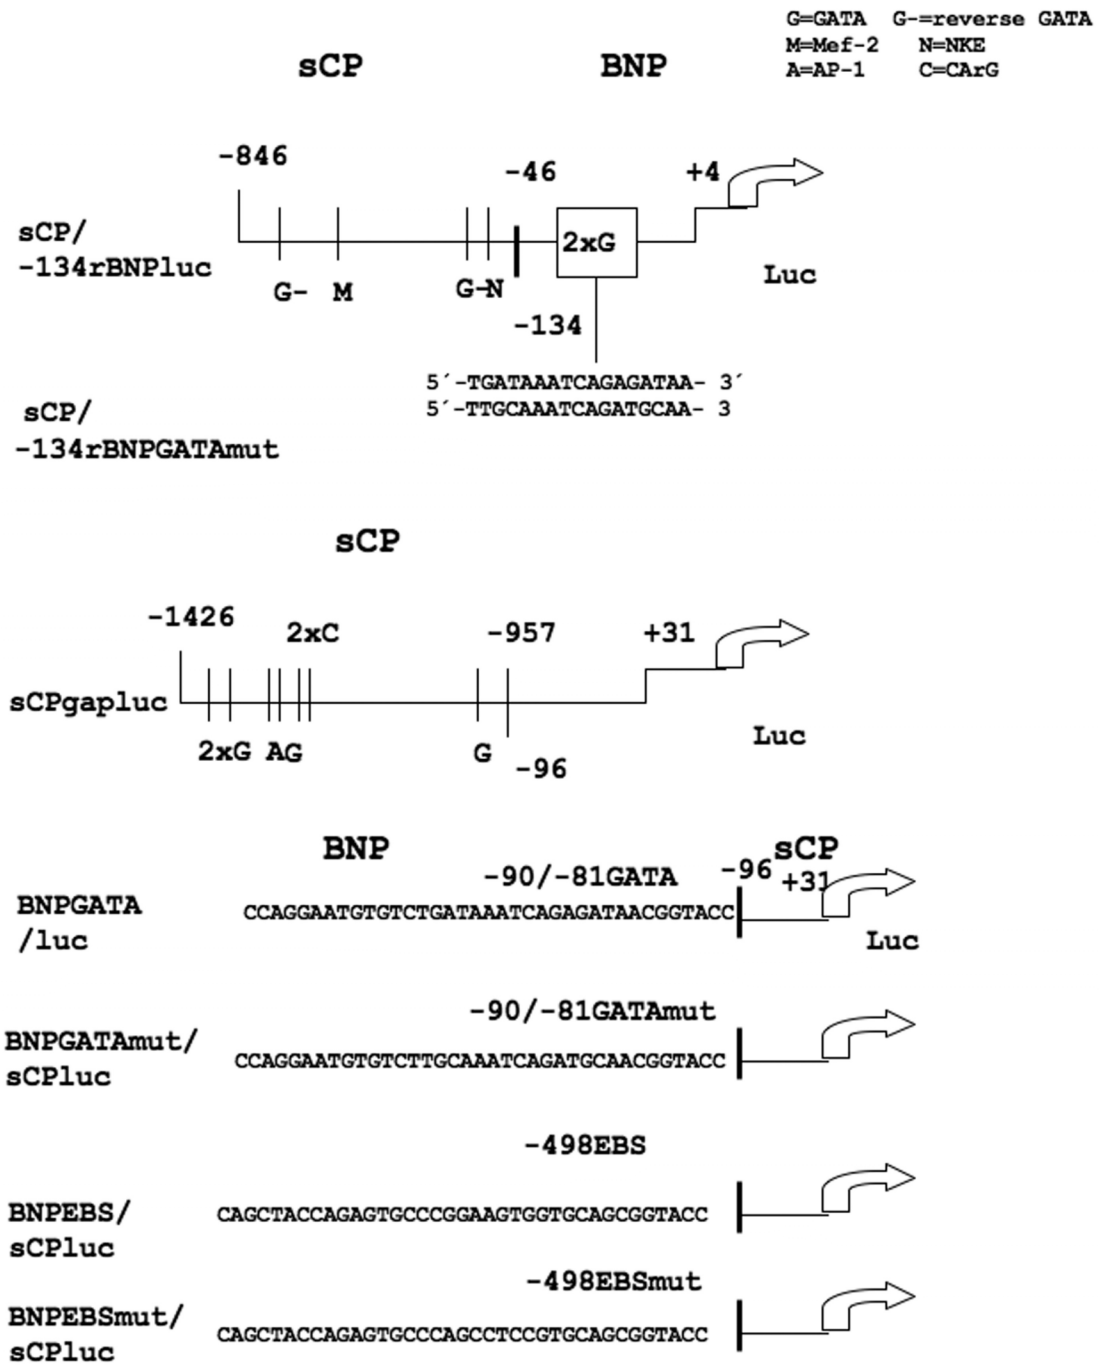 G=GATA G-=reverse GATA
M=Mef-2 N=NKE
A=AP-1 C=CArG
sCP BNP
-846
-46 +4
sCP/
-134rBNPluc
2xG
Luc
G- M G-N
-134
5´-TGATAAATCAGAGATAA- 3´
5´-TTGCAAATCAGATGCAA- 3
sCP/
-134rBNPGATAmut
sCP
-1426
2xC -957 +31
sCPgapluc
Luc
2xG AG G
-96
BNP sCP
-90/-81GATA -96 +31
BNPGATA
/luc
CCAGGAATGTGTCTGATAAATCAGAGATAACGGTACC
Luc
-90/-81GATAmut
BNPGATAmut/
sCPluc
CCAGGAATGTGTCTTGCAAATCAGATGCAACGGTACC
-498EBS
BNPEBS/
sCPluc
CAGCTACCAGAGTGCCCGGAAGTGGTGCAGCGGTACC
-498EBSmut
BNPEBSmut/
sCPluc
CAGCTACCAGAGTGCCCAGCCTCCGTGCAGCGGTACC